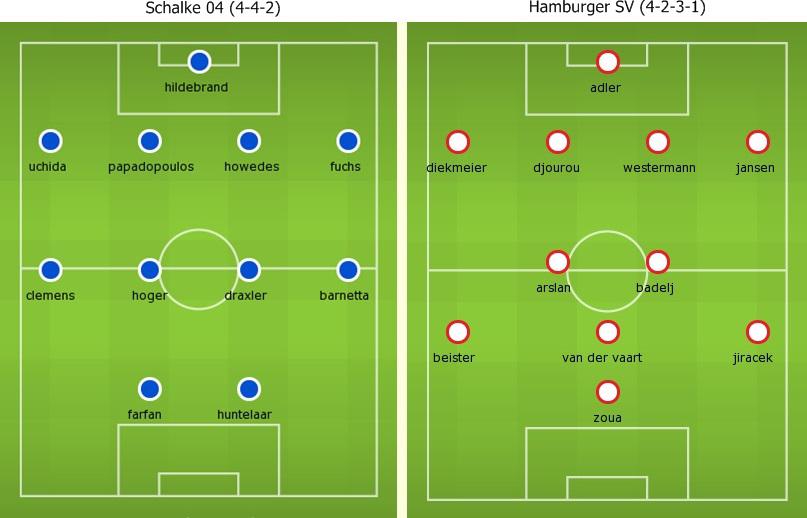 Schalke 04 (4-4-2)
hildebrand
uchida papadopoulos howedes fuchs
clemens hoger draxler barnetta
farfan huntelaar
Hamburger SV (4-2-3-1)
adler
diekmeier djourou westermann jansen
arslan badelj
beister van der vaart jiracek
zoua